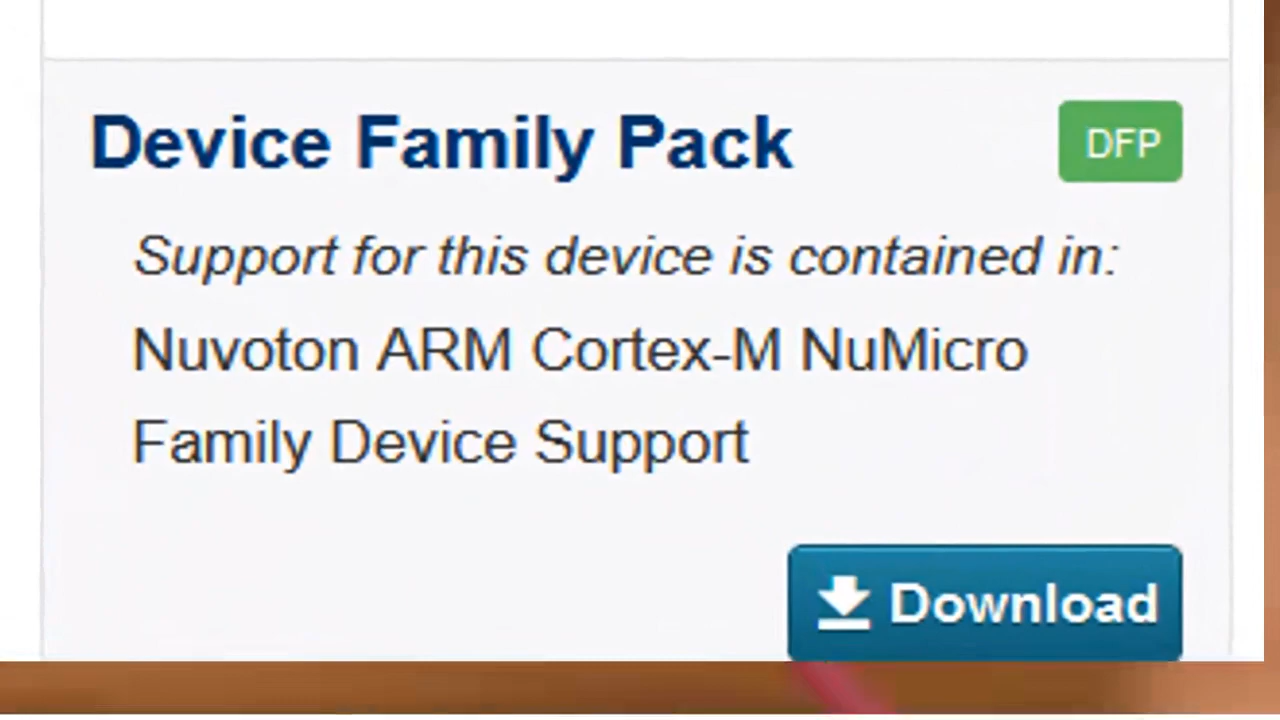 Device Family Pack
DFP
Support for this device is contained in:
Nuvoton ARM Cortex-M NuMicro
Family Device Support
Download